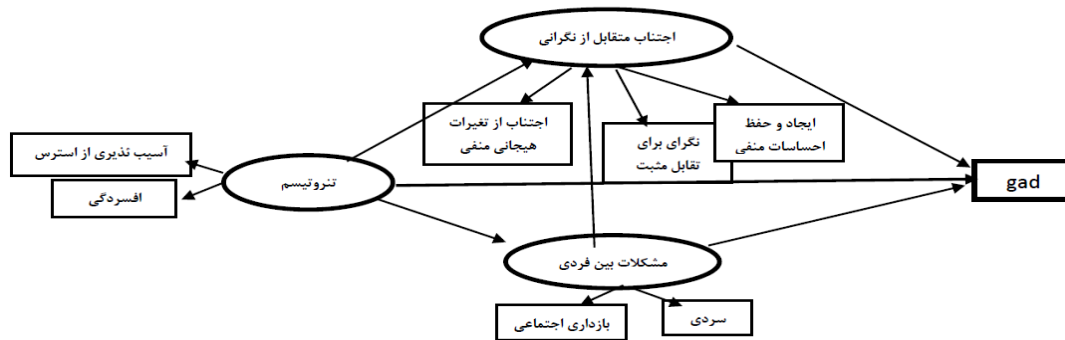 اجتناب متقابل از نگرانی
ایجاد و حفظ
احساسات منفی
نگرای برای
تقابل مثبت
اجتناب از تغیرات
هیجانی منفی
آسیب ئذیری از استرس
افسردگی
تنروتیسم
gad
مشکلات بین فردی
سردی
بازداری اجتماعی